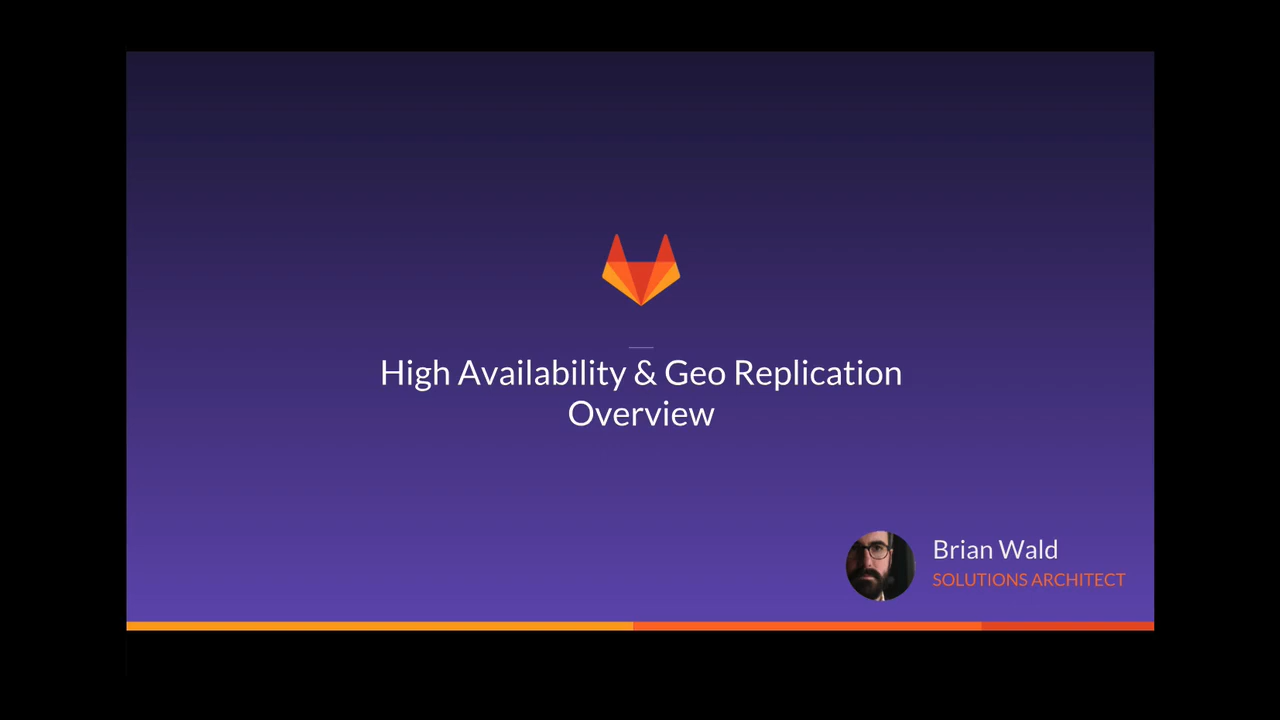 High Availability & Geo Replication
Overview
Brian Wald
SOLUTIONS ARCHITECT